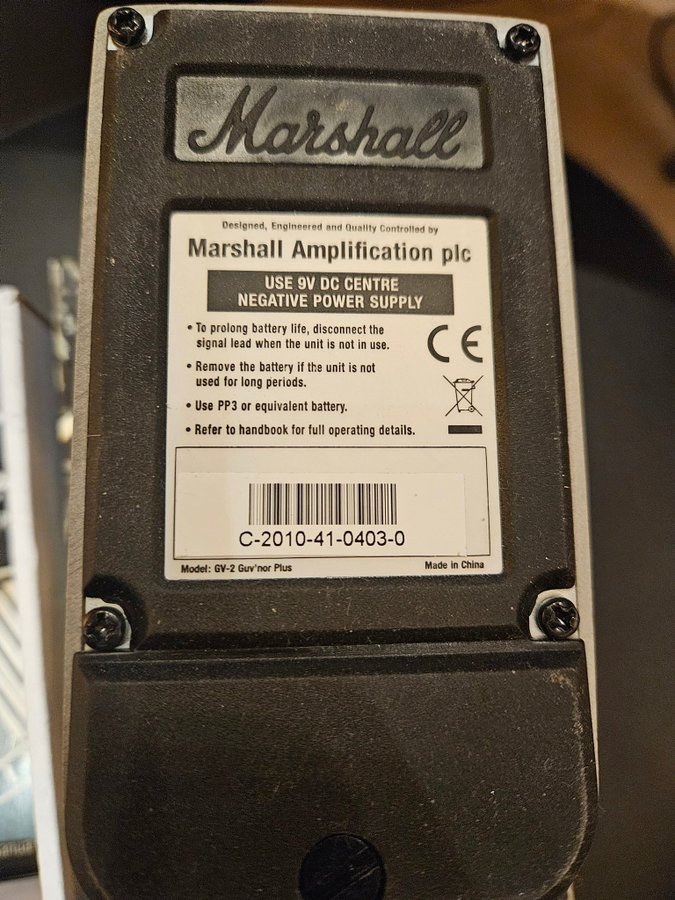 Marshall
Designed, Engineered and Quality Controlled by
Marshall Amplification plc
USE 9V DC CENTRE
NEGATIVE POWER SUPPLY
• To prolong battery life, disconnect the
signal lead when the unit is not in use.
• Remove the battery if the unit is not
used for long periods.
• Use PP3 or equivalent battery.
• Refer to handbook for full operating details.
CE
C-2010-41-0403-0
Model: GV-2 Guv'nor Plus
Made in China